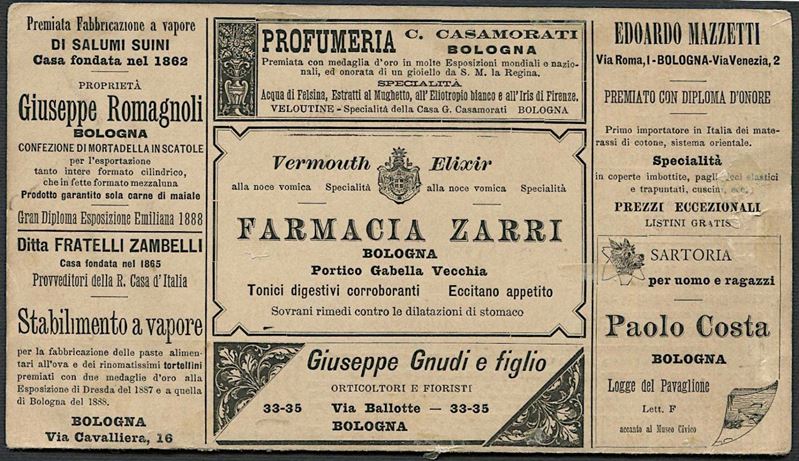 Premiata Fabbricazione a vapore
DI SALUMI SUINI
Casa fondata nel 1862
PROPRIETÀ
Giuseppe Romagnoli
BOLOGNA
CONFEZIONE DI MORTADELLA IN SCATOLE
per l'esportazione
tanto intere formato cilindrico,
che in fette formato mezzaluna
Prodotto garantito sola carne di maiale
Gran Diploma Esposizione Emiliana 1888
Ditta FRATELLI ZAMBELLI
Casa fondata nel 1865
Provveditori della R. Casa d'Italia
Stabilimento a vapore
per la fabbricazione delle paste alimen-
tari all'ova e dei rinomatissimi tortellini
premiati con due medaglie d'oro alla
Esposizione di Dresda del 1887 e a quella
di Bologna del 1888.
BOLOGNA
Via Cavalliera, 16
PROFUMERIA C. CASAMORATI
BOLOGNA
Premiata con medaglia d'oro in molte Esposizioni mondiali e nazio-
nali, ed onorata di un gioiello da S. M. la Regina.
SPECIALITÀ
Acqua di Felsina, Estratti al Mughetto, all'Eliotropio bianco e all'Iris di Firenze.
VELOUTINE - Specialità della Casa G. Casamorati BOLOGNA
Vermouth Elixir
alla noce vomica Specialità alla noce vomica Specialità
FARMACIA ZARRI
BOLOGNA
Portico Gabella Vecchia
Tonici digestivi corroboranti Eccitano appetito
Sovrani rimedi contro le dilatazioni di stomaco
Giuseppe Gnudi e figlio
ORTICOLTORI E FIORISTI
33-35 Via Ballotte — 33-35
BOLOGNA
EDOARDO MAZZETTI
Via Roma, 1 - BOLOGNA - Via Venezia, 2
PREMIATO CON DIPLOMA D'ONORE
Primo importatore in Italia dei mate-
rassi di cotone, sistema orientale.
Specialità
in coperte imbottite, elastici
e trapuntati, cuscini, ecc.
PREZZI ECCEZIONALI
LISTINI GRATIS
SARTORIA
per uomo e ragazzi
Paolo Costa
BOLOGNA
Logge del Pavaglione
Lett. F
accanto al Museo Civico